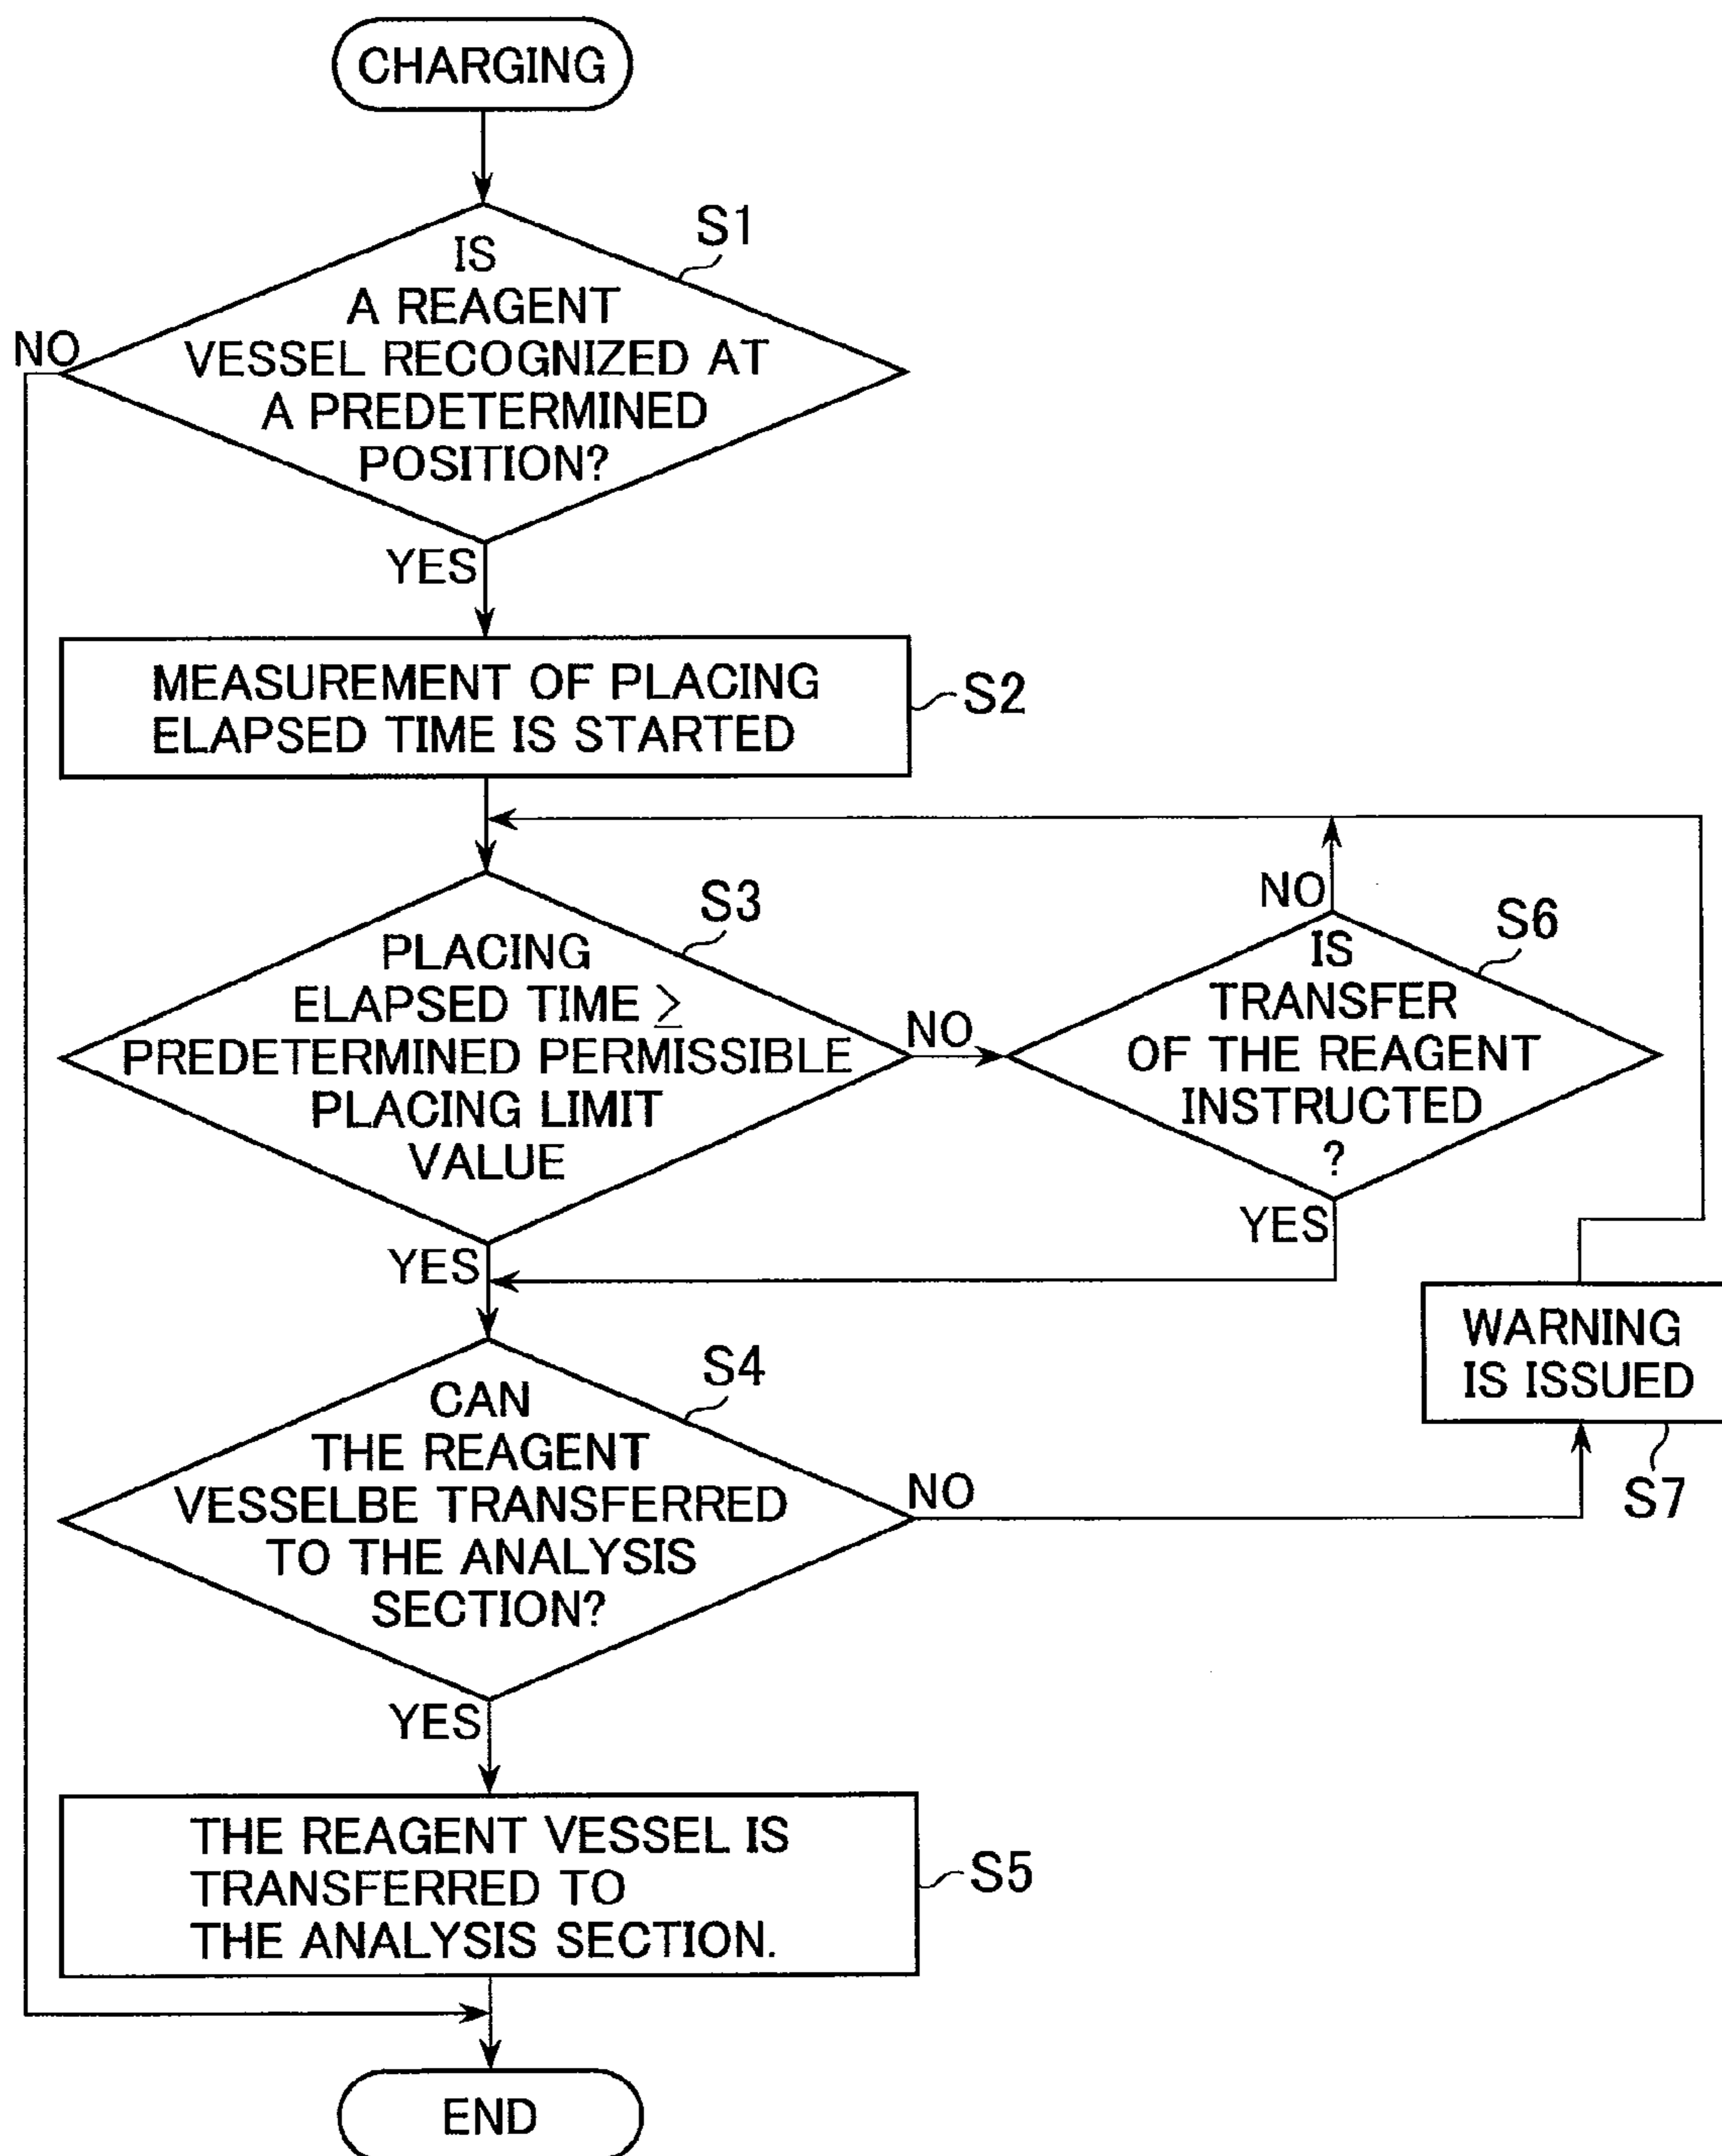 CHARGING
S1
IS
A REAGENT
VESSEL RECOGNIZED AT
A PREDETERMINED
POSITION?
NO
YES
MEASUREMENT OF PLACING
ELAPSED TIME IS STARTED
S2
S3
PLACING
ELAPSED TIME ≥
PREDETERMINED PERMISSIBLE
PLACING LIMIT
VALUE
NO
YES
NO
S6
IS
TRANSFER
OF THE REAGENT
INSTRUCTED
?
YES
WARNING
IS ISSUED
S7
S4
CAN
THE REAGENT
VESSELBE TRANSFERRED
TO THE ANALYSIS
SECTION?
NO
YES
THE REAGENT VESSEL IS
TRANSFERRED TO
THE ANALYSIS SECTION.
S5
END